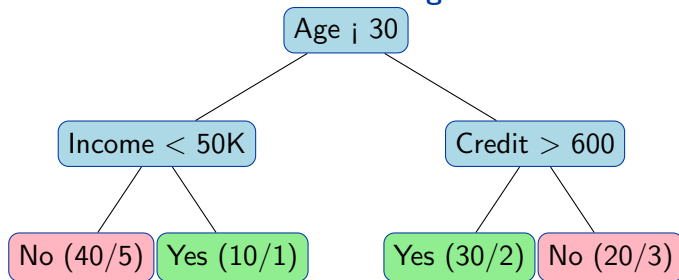 Age ¡ 30
Income < 50K
Credit > 600
No (40/5)
Yes (10/1)
Yes (30/2)
No (20/3)